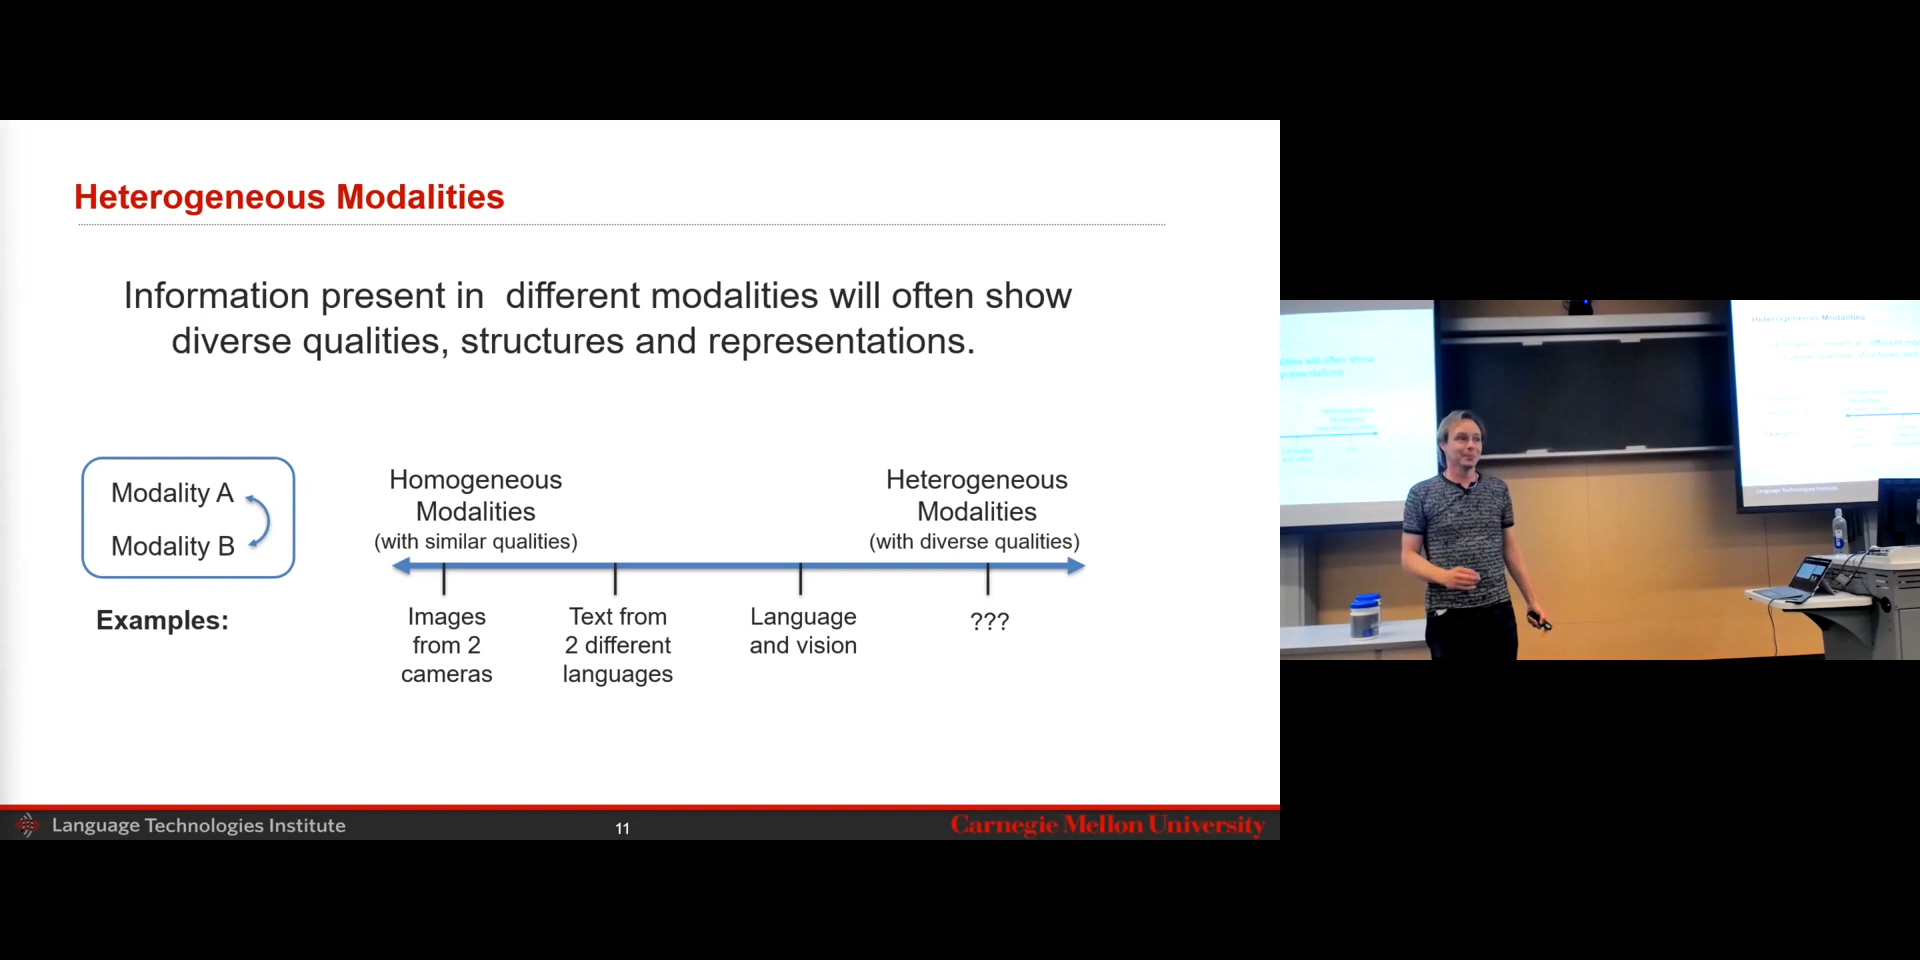 Heterogeneous Modalities
Information present in  different modalities will often show
diverse qualities, structures and representations.
Modality A
Modality B
Homogeneous
Modalities
(with similar qualities)
Heterogeneous
Modalities
(with diverse qualities)
Examples:
Images
from 2
cameras
Text from
2 different
languages
Language
and vision
???
Language Technologies Institute
11
Carnegie Mellon University
Heterogeneous Modalities